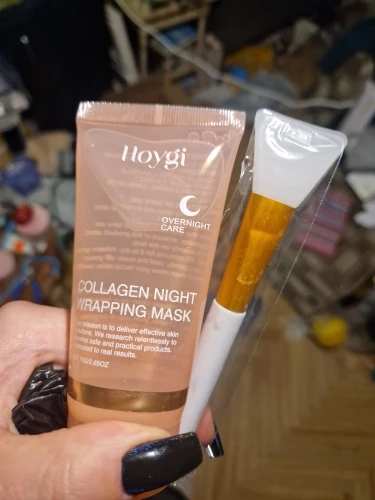 Hoygi
OVERNIGHT
CARE
COLLAGEN NIGHT
WRAPPING MASK
mission is to deliver effective skin
We research relentlessly to
safe and practical products.
to real results.